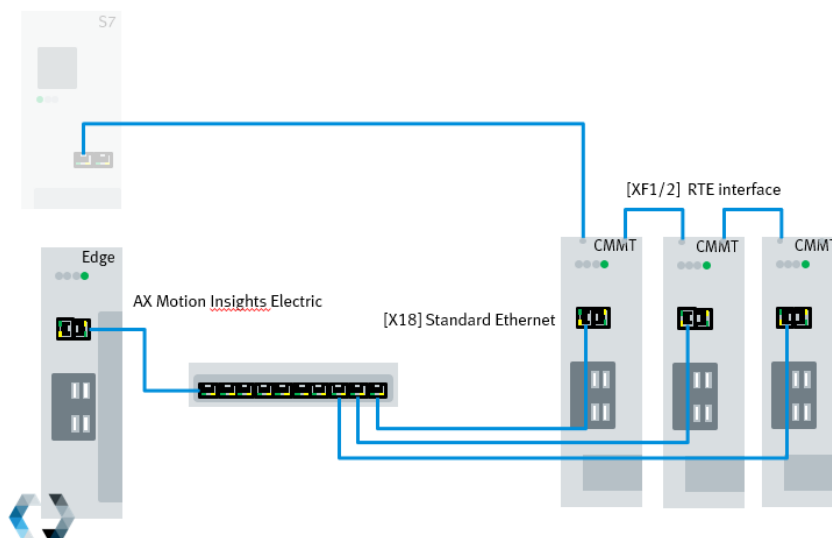 S7
[XF1/2] RTE interface
CMMT
CMMT
CMMT
Edge
AX Motion Insights Electric
[X18] Standard Ethernet